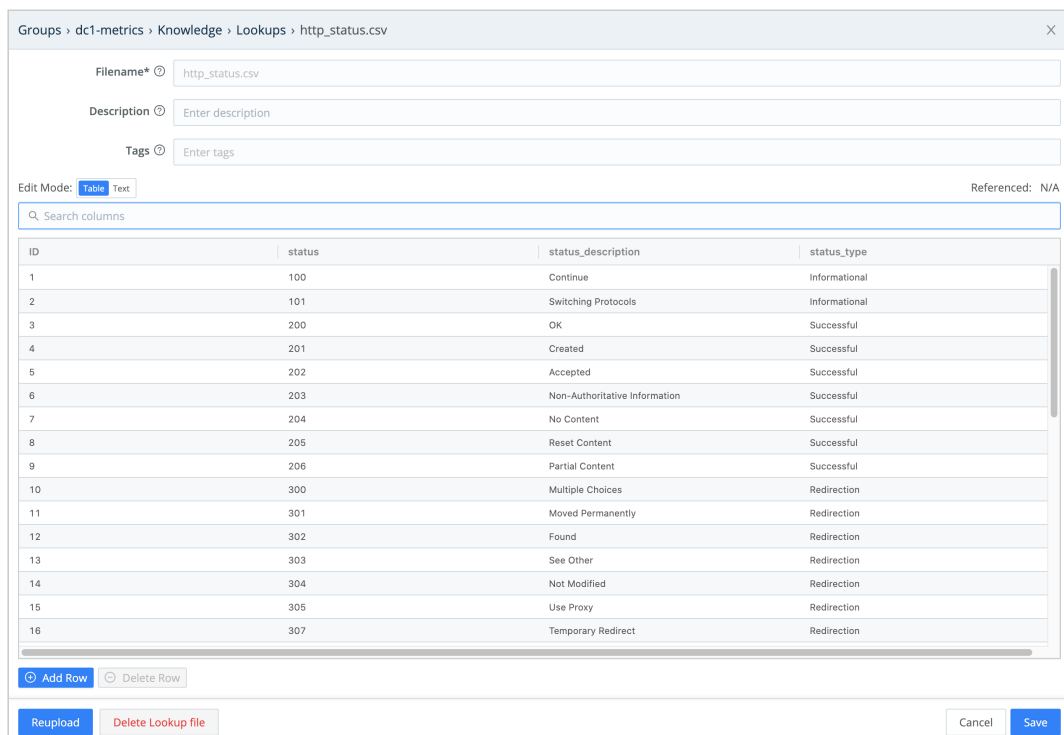 Groups › dc1-metrics › Knowledge › Lookups › http_status.csv X
Filename* ? http_status.csv
Description ? Enter description
Tags ? Enter tags
Edit Mode: Table Text Referenced: N/A
Search columns
ID status status_description status_type
1 100 Continue Informational
2 101 Switching Protocols Informational
3 200 OK Successful
4 201 Created Successful
5 202 Accepted Successful
6 203 Non-Authoritative Information Successful
7 204 No Content Successful
8 205 Reset Content Successful
9 206 Partial Content Successful
10 300 Multiple Choices Redirection
11 301 Moved Permanently Redirection
12 302 Found Redirection
13 303 See Other Redirection
14 304 Not Modified Redirection
15 305 Use Proxy Redirection
16 307 Temporary Redirect Redirection
Add Row Delete Row
Reupload Delete Lookup file Cancel Save